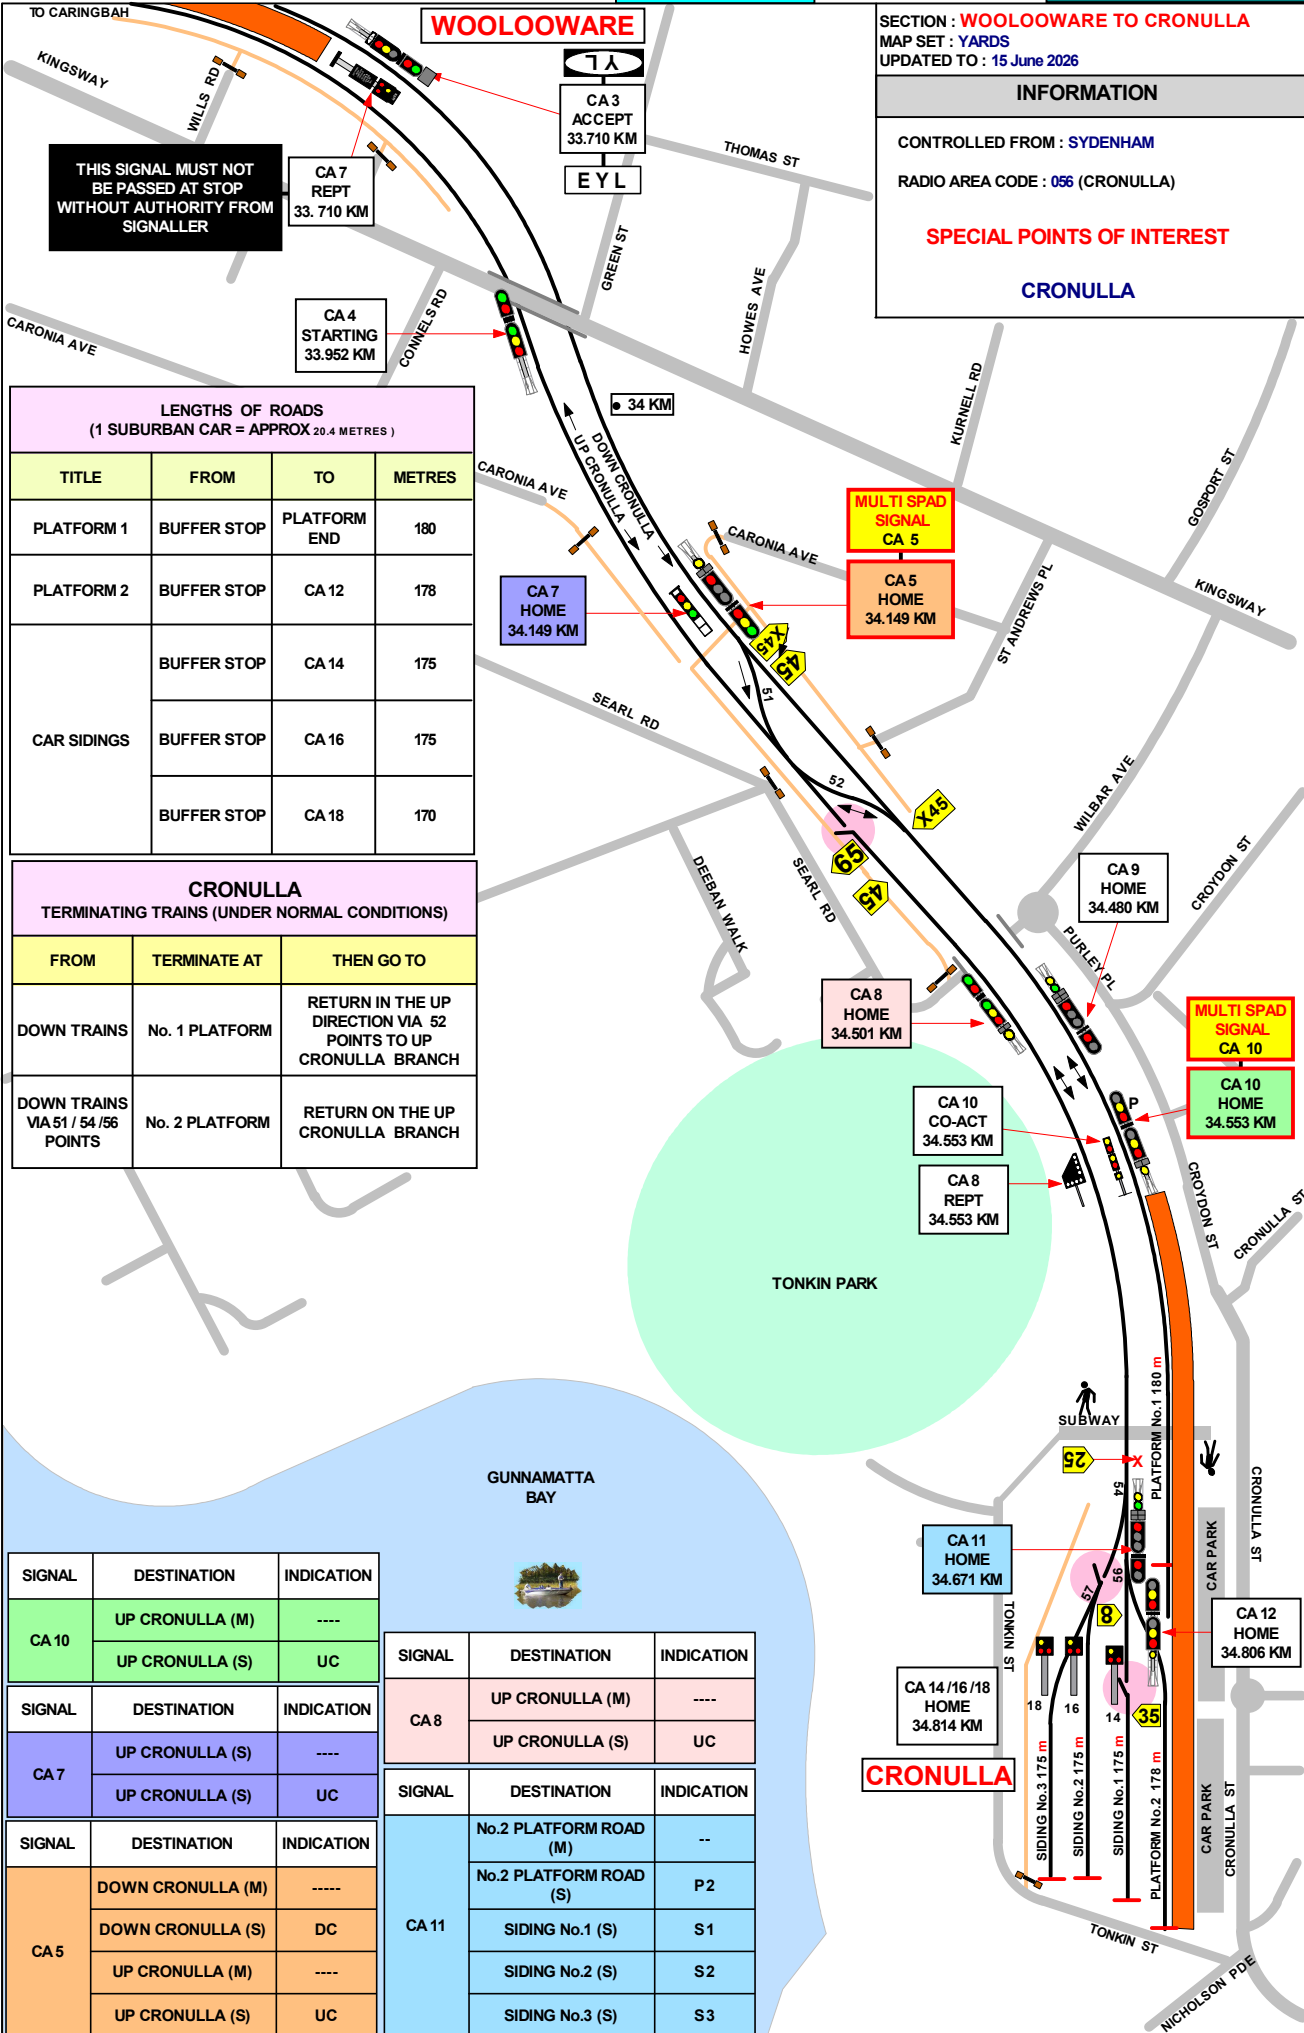 TO CARINGBAH
WOOLOOWARE
SECTION : WOOLOOWARE TO CRONULLA
MAP SET : YARDS
UPDATED TO : 15 June 2026
INFORMATION
CONTROLLED FROM : SYDENHAM
RADIO AREA CODE : 056 (CRONULLA)
SPECIAL POINTS OF INTEREST
CRONULLA
KINGSWAY
WILLS RD
YL
CA 3
ACCEPT
33.710 KM
E Y L
THIS SIGNAL MUST NOT
BE PASSED AT STOP
WITHOUT AUTHORITY FROM
SIGNALLER
CA 7
REPT
33. 710 KM
THOMAS ST
GREEN ST
HOWES AVE
CARONIA AVE
CONNELS RD
CA 4
STARTING
33.952 KM
KURNELL RD
GOSPORT ST
34 KM
LENGTHS OF ROADS
(1 SUBURBAN CAR = APPROX 20.4 METRES )
TITLE FROM TO METRES
PLATFORM 1 BUFFER STOP PLATFORM END 180
PLATFORM 2 BUFFER STOP CA 12 178
CAR SIDINGS
BUFFER STOP CA 14 175
BUFFER STOP CA 16 175
BUFFER STOP CA 18 170
UP CRONULLA
DOWN CRONULLA
CARONIA AVE
CARONIA AVE
MULTI SPAD
SIGNAL
CA 5
CA 5
HOME
34.149 KM
CA 7
HOME
34.149 KM
ST ANDREWS PL
KINGSWAY
X45
45
51
SEARL RD
52
X45
65
45
WILBAR AVE
CROYDON ST
DEEBAN WALK
SEARL RD
CRONULLA
TERMINATING TRAINS (UNDER NORMAL CONDITIONS)
FROM TERMINATE AT THEN GO TO
DOWN TRAINS No. 1 PLATFORM RETURN IN THE UP
DIRECTION VIA 52
POINTS TO UP
CRONULLA BRANCH
DOWN TRAINS
VIA 51 / 54 /56
POINTS
No. 2 PLATFORM
RETURN ON THE UP
CRONULLA BRANCH
CA 9
HOME
34.480 KM
PURLEY PL
CA 8
HOME
34.501 KM
MULTI SPAD
SIGNAL
CA 10
CA 10
HOME
34.553 KM
P
CA 10
CO-ACT
34.553 KM
CA 8
REPT
34.553 KM
CROYDON ST
CRONULLA ST
TONKIN PARK
SUBWAY
25
X
54
PLATFORM No.1 180 m
CRONULLA ST
GUNNAMATTA
BAY
CA 11
HOME
34.671 KM
CAR PARK
57
56
8
TONKIN ST
CA 12
HOME
34.806 KM
CA 14 /16 /18
HOME
34.814 KM
18
16
14
35
CRONULLA
SIDING No.3 175 m
SIDING No.2 175 m
SIDING No.1 175 m
PLATFORM No.2 178 m
CAR PARK
CRONULLA ST
TONKIN ST
NICHOLSON PDE
SIGNAL DESTINATION INDICATION
CA 10
UP CRONULLA (M) ----
UP CRONULLA (S) UC
SIGNAL DESTINATION INDICATION
CA 7
UP CRONULLA (S) ----
UP CRONULLA (S) UC
SIGNAL DESTINATION INDICATION
CA 5
DOWN CRONULLA (M) -----
DOWN CRONULLA (S) DC
UP CRONULLA (M) ----
UP CRONULLA (S) UC
SIGNAL DESTINATION INDICATION
CA 8
UP CRONULLA (M) ----
UP CRONULLA (S) UC
SIGNAL DESTINATION INDICATION
CA 11
No.2 PLATFORM ROAD
(M)
--
No.2 PLATFORM ROAD
(S)
P2
SIDING No.1 (S) S1
SIDING No.2 (S) S2
SIDING No.3 (S) S3